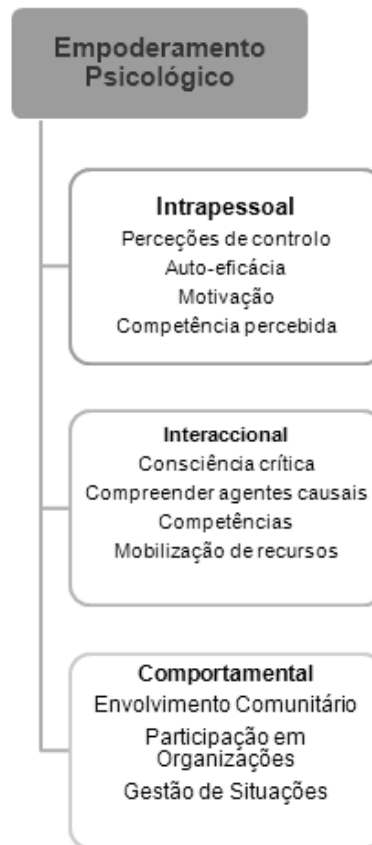 Empoderamento
Psicológico
Intrapessoal
Perceções de controlo
Auto-eficácia
Motivação
Competência percebida
Interaccional
Consciência crítica
Compreender agentes causais
Competências
Mobilização de recursos
Comportamental
Envolvimento Comunitário
Participação em
Organizações
Gestão de Situações